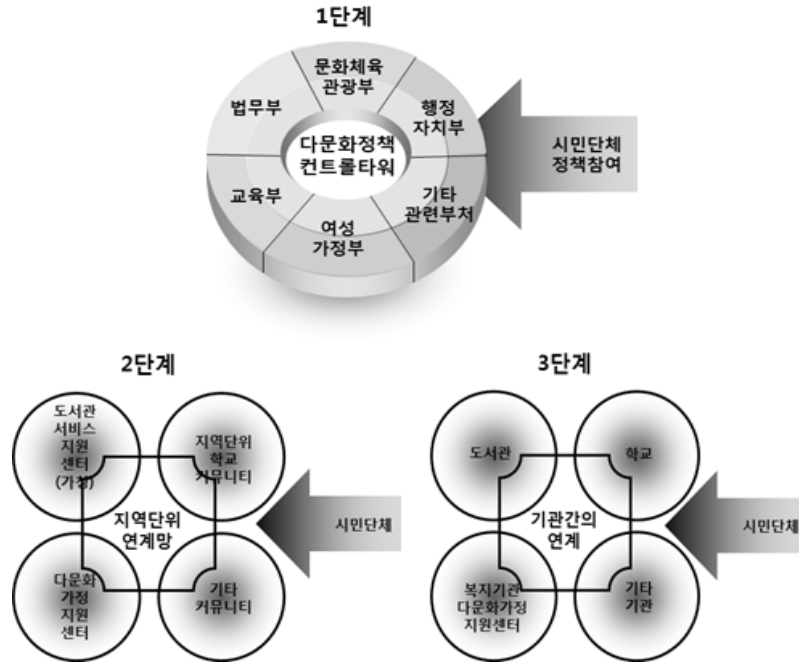 1단계
문화체육
관광부
법무부
행정
자치부
다문화정책
컨트롤타워
시민단체
정책참여
교육부
기타
관련부처
여성
가정부
2단계
도서관
서비스
지원
센터
(가칭)
지역단위
학교
커뮤니티
지역단위
연계망
시민단체
다문화
가정
지원
센터
기타
커뮤니티
3단계
도서관
학교
기관간의
연계
시민단체
복지기관
다문화가정
지원센터
기타
기관